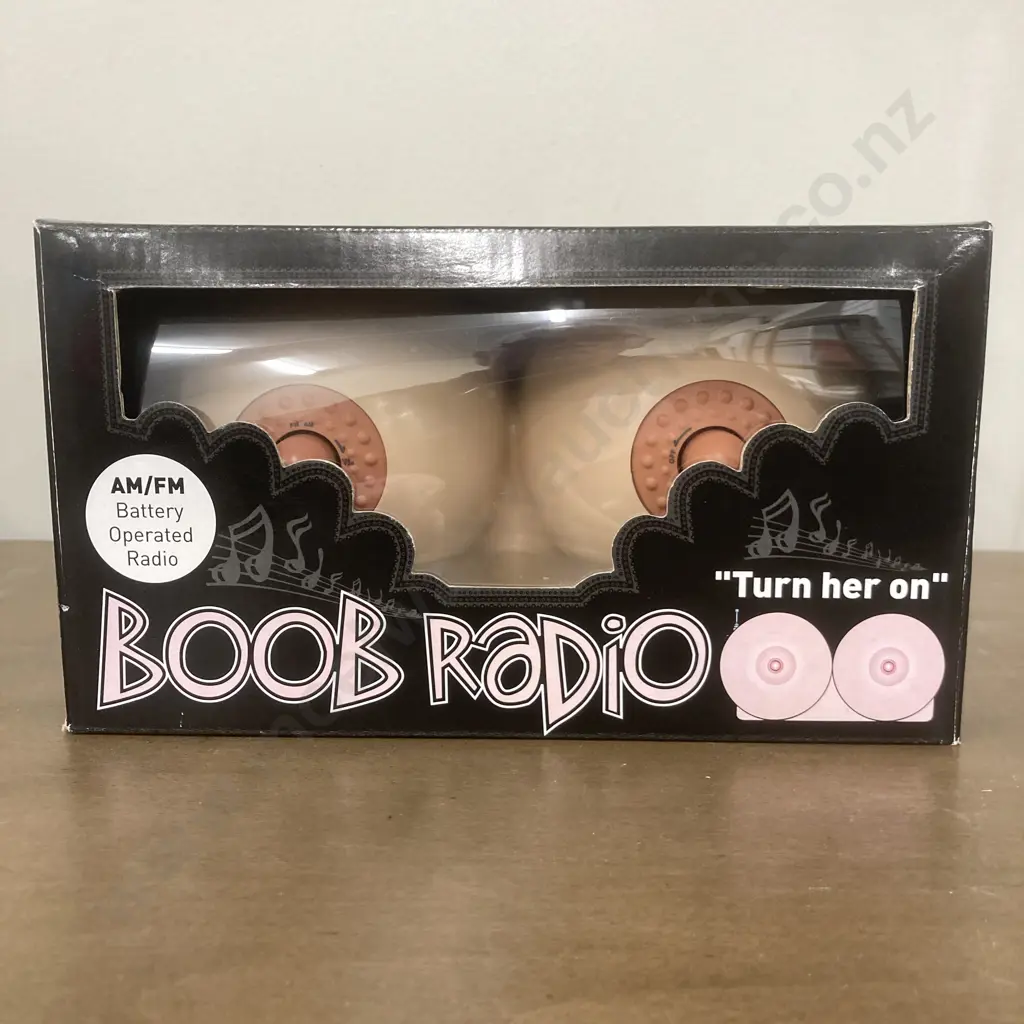 AM/FM
Battery
Operated
Radio
"Turn her on"
BOOB RADIO